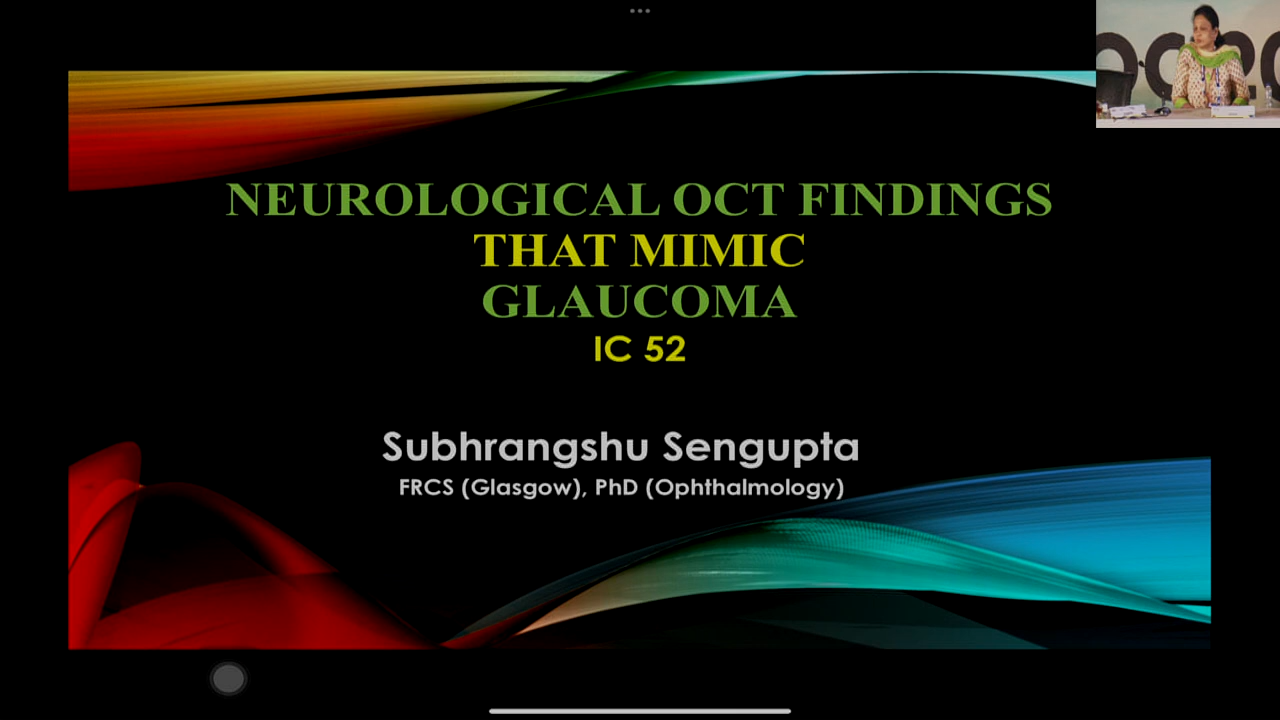 NEUROLOGICAL OCT FINDINGS
THAT MIMIC
GLAUCOMA
IC 52
Subhrangshu Sengupta
FRCS (Glasgow), PhD (Ophthalmology)